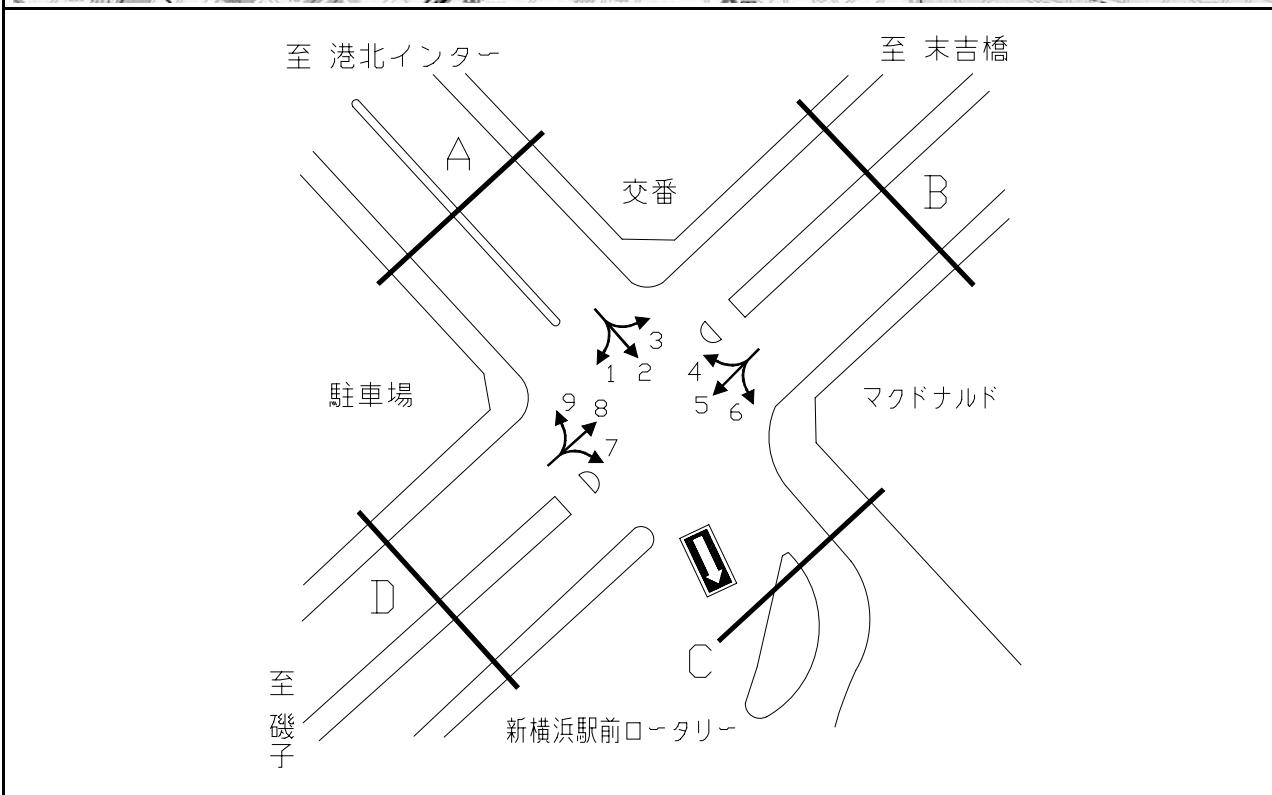 至 港北インター
至 末吉橋
A
交番
B
3
1 2
4
5 6
駐車場
マクドナルド
9 8
7
D
C
至 磯子
新横浜駅前ロータリー